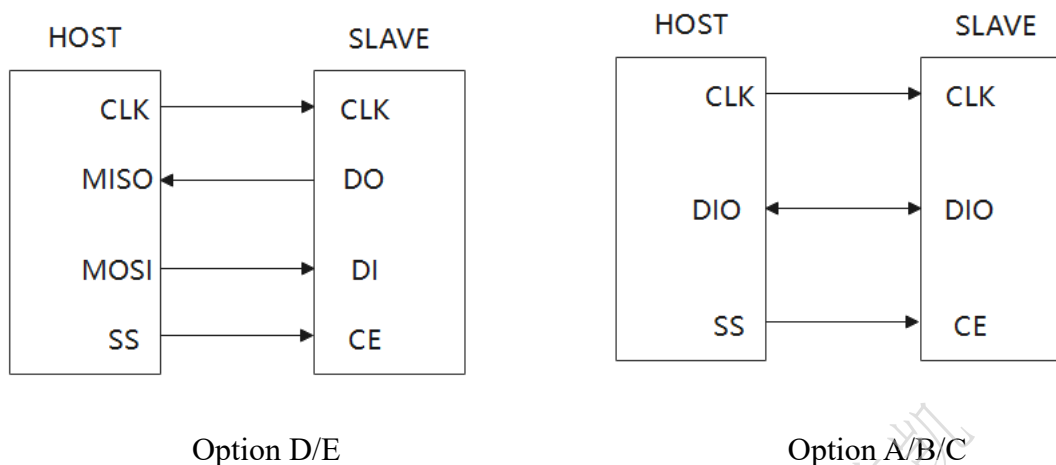 HOST
SLAVE
CLK
CLK
MISO
DO
MOSI
DI
SS
CE
Option D/E
HOST
SLAVE
CLK
CLK
DIO
DIO
SS
CE
Option A/B/C